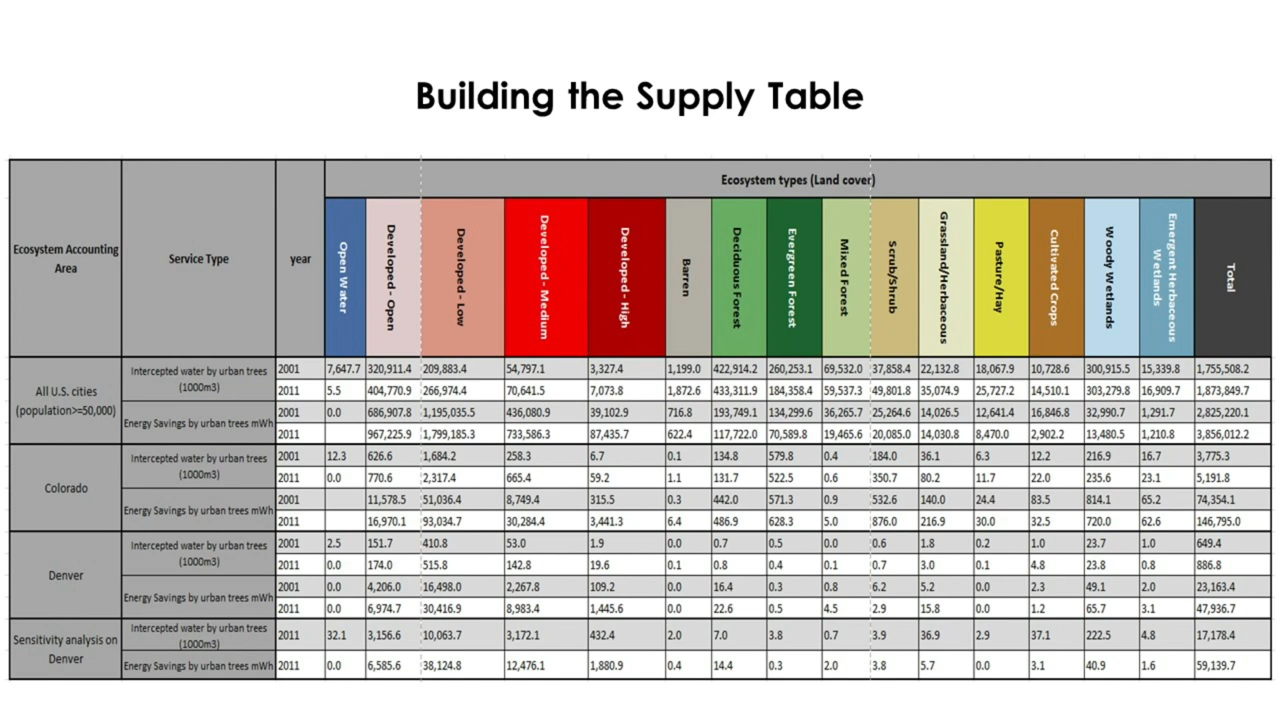 Building the Supply Table
Ecosystem types (Land cover)
Ecosystem Accounting
Area
Service Type
year
Open Water
Developed - Open
Developed - Low
Developed - Medium
Developed - High
Barren
Deciduous Forest
Evergreen Forest
Mixed Forest
Scrub/Shrub
Grassland/Herbaceous
Pasture/Hay
Cultivated Crops
Woody Wetlands
Emergent Herbaceous
Wetlands
Total
All U.S. cities
(population>=50,000)
Intercepted water by urban trees
(1000m3)
2001 7,647.7 320,911.4 209,883.4 54,797.1 3,327.4 1,199.0 422,914.2 260,253.1 69,532.0 37,858.4 22,132.8 18,067.9 10,728.6 300,915.5 15,339.8 1,755,508.2
2011 5.5 404,770.9 266,974.4 70,641.5 7,073.8 1,872.6 433,311.9 184,358.4 59,537.3 49,801.8 35,074.9 25,727.2 14,510.1 303,279.8 16,909.7 1,873,849.7
Energy Savings by urban trees mWh
2001 0.0 686,907.8 1,195,035.5 436,080.9 39,102.9 716.8 193,749.1 134,299.6 36,265.7 25,264.6 14,026.5 12,641.4 16,846.8 32,990.7 1,291.7 2,825,220.1
2011 967,225.9 1,799,185.3 733,586.3 87,435.7 622.4 117,722.0 70,589.8 19,465.6 20,085.0 14,030.8 8,470.0 2,902.2 13,480.5 1,210.8 3,856,012.2
Colorado
Intercepted water by urban trees
(1000m3)
2001 12.3 626.6 1,684.2 258.3 6.7 0.1 134.8 579.8 0.4 184.0 36.1 6.3 12.2 216.9 16.7 3,775.3
2011 0.0 770.6 2,317.4 665.4 59.2 1.1 131.7 522.5 0.6 350.7 80.2 11.7 22.0 235.6 23.1 5,191.8
Energy Savings by urban trees mWh
2001 11,578.5 51,036.4 8,749.4 315.5 0.3 442.0 571.3 0.9 532.6 140.0 24.4 83.5 814.1 65.2 74,354.1
2011 16,970.1 93,034.7 30,284.4 3,441.3 6.4 486.9 628.3 5.0 876.0 216.9 30.0 32.5 720.0 62.6 146,795.0
Denver
Intercepted water by urban trees
(1000m3)
2001 2.5 151.7 410.8 53.0 1.9 0.0 0.7 0.5 0.0 0.6 1.8 0.2 1.0 23.7 1.0 649.4
2011 0.0 174.0 515.8 142.8 19.6 0.1 0.8 0.4 0.1 0.7 3.0 0.1 4.8 23.8 0.8 886.8
Energy Savings by urban trees mWh
2001 0.0 4,206.0 16,498.0 2,267.8 109.2 0.0 16.4 0.3 0.8 6.2 5.2 0.0 2.3 49.1 2.0 23,163.4
2011 0.0 6,974.7 30,416.9 8,983.4 1,445.6 0.0 22.6 0.5 4.5 2.9 15.8 0.0 1.2 65.7 3.1 47,936.7
Sensitivity analysis on
Denver
Intercepted water by urban trees
(1000m3)
2011 32.1 3,156.6 10,063.7 3,172.1 432.4 2.0 7.0 3.8 0.7 3.9 36.9 2.9 37.1 222.5 4.8 17,178.4
Energy Savings by urban trees mWh
2011 0.0 6,585.6 38,124.8 12,476.1 1,880.9 0.4 14.4 0.3 2.0 3.8 5.7 0.0 3.1 40.9 1.6 59,139.7